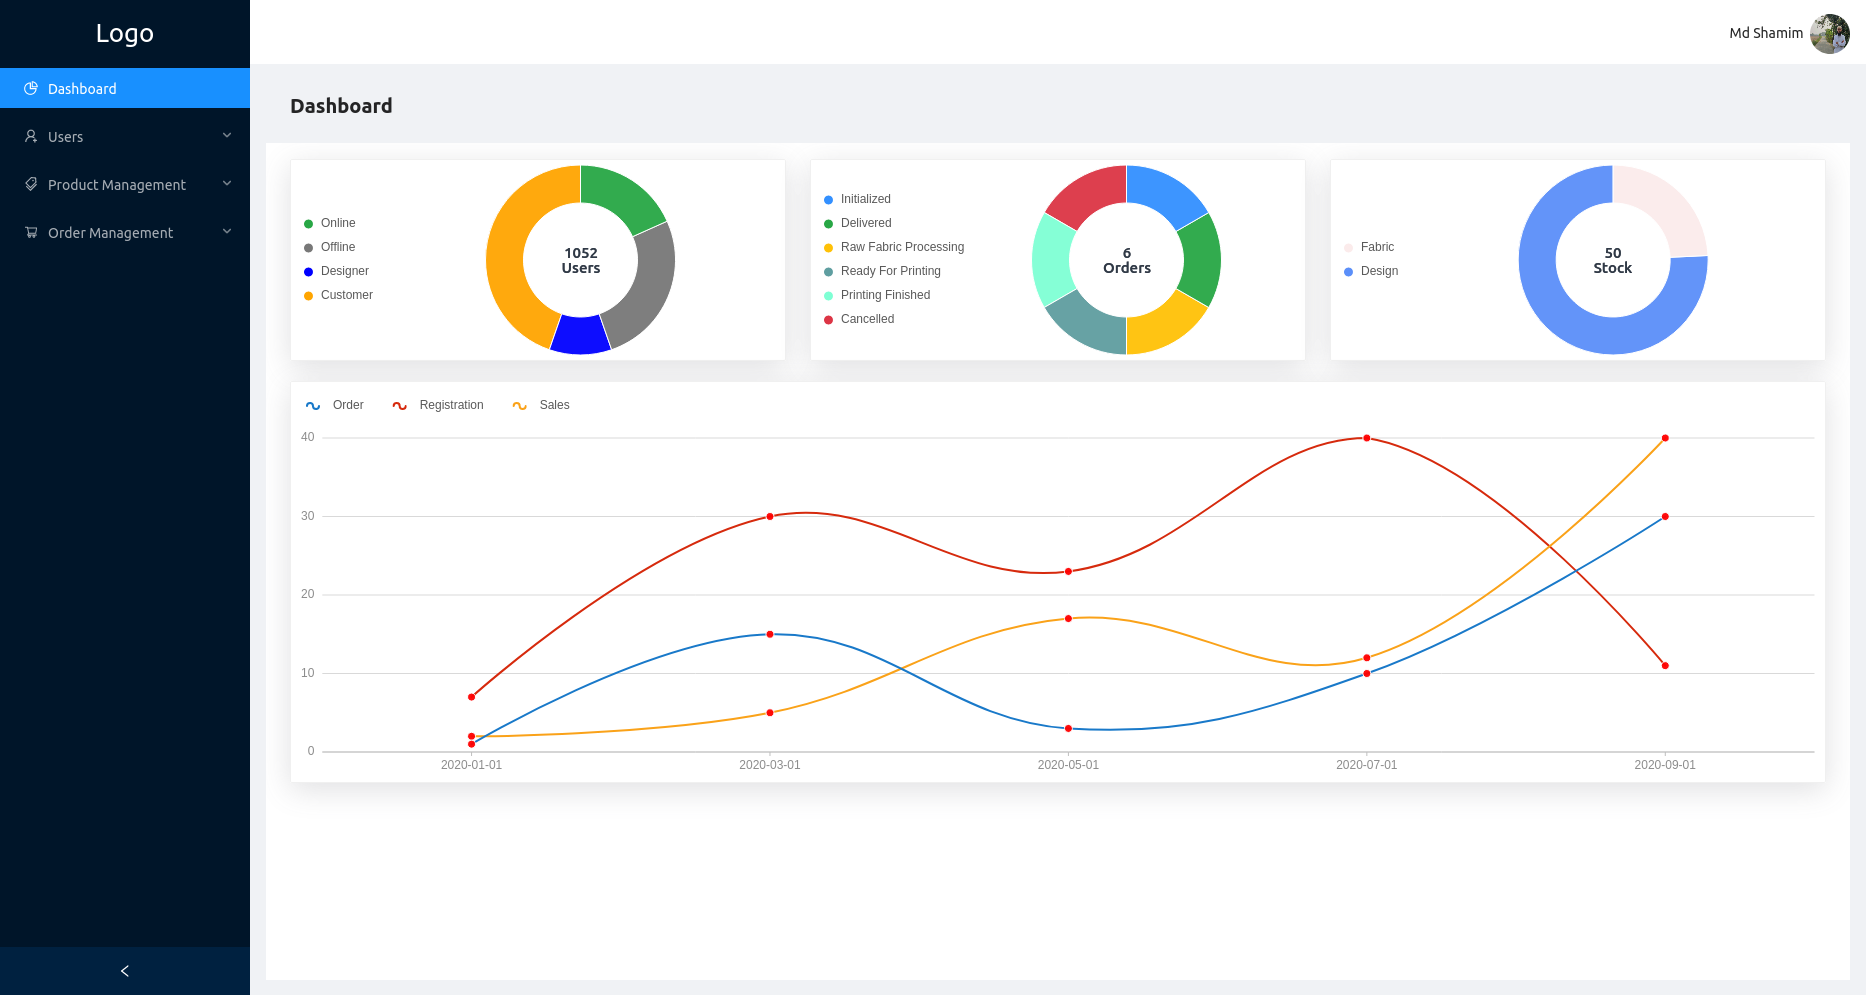 Logo
Md Shamim
Dashboard
Users
Product Management
Order Management
Dashboard
Online
Offline
Designer
Customer
1052
Users
Initialized
Delivered
Raw Fabric Processing
Ready For Printing
Printing Finished
Cancelled
6
Orders
Fabric
Design
50
Stock
Order Registration Sales
40
30
20
10
0
2020-01-01 2020-03-01 2020-05-01 2020-07-01 2020-09-01